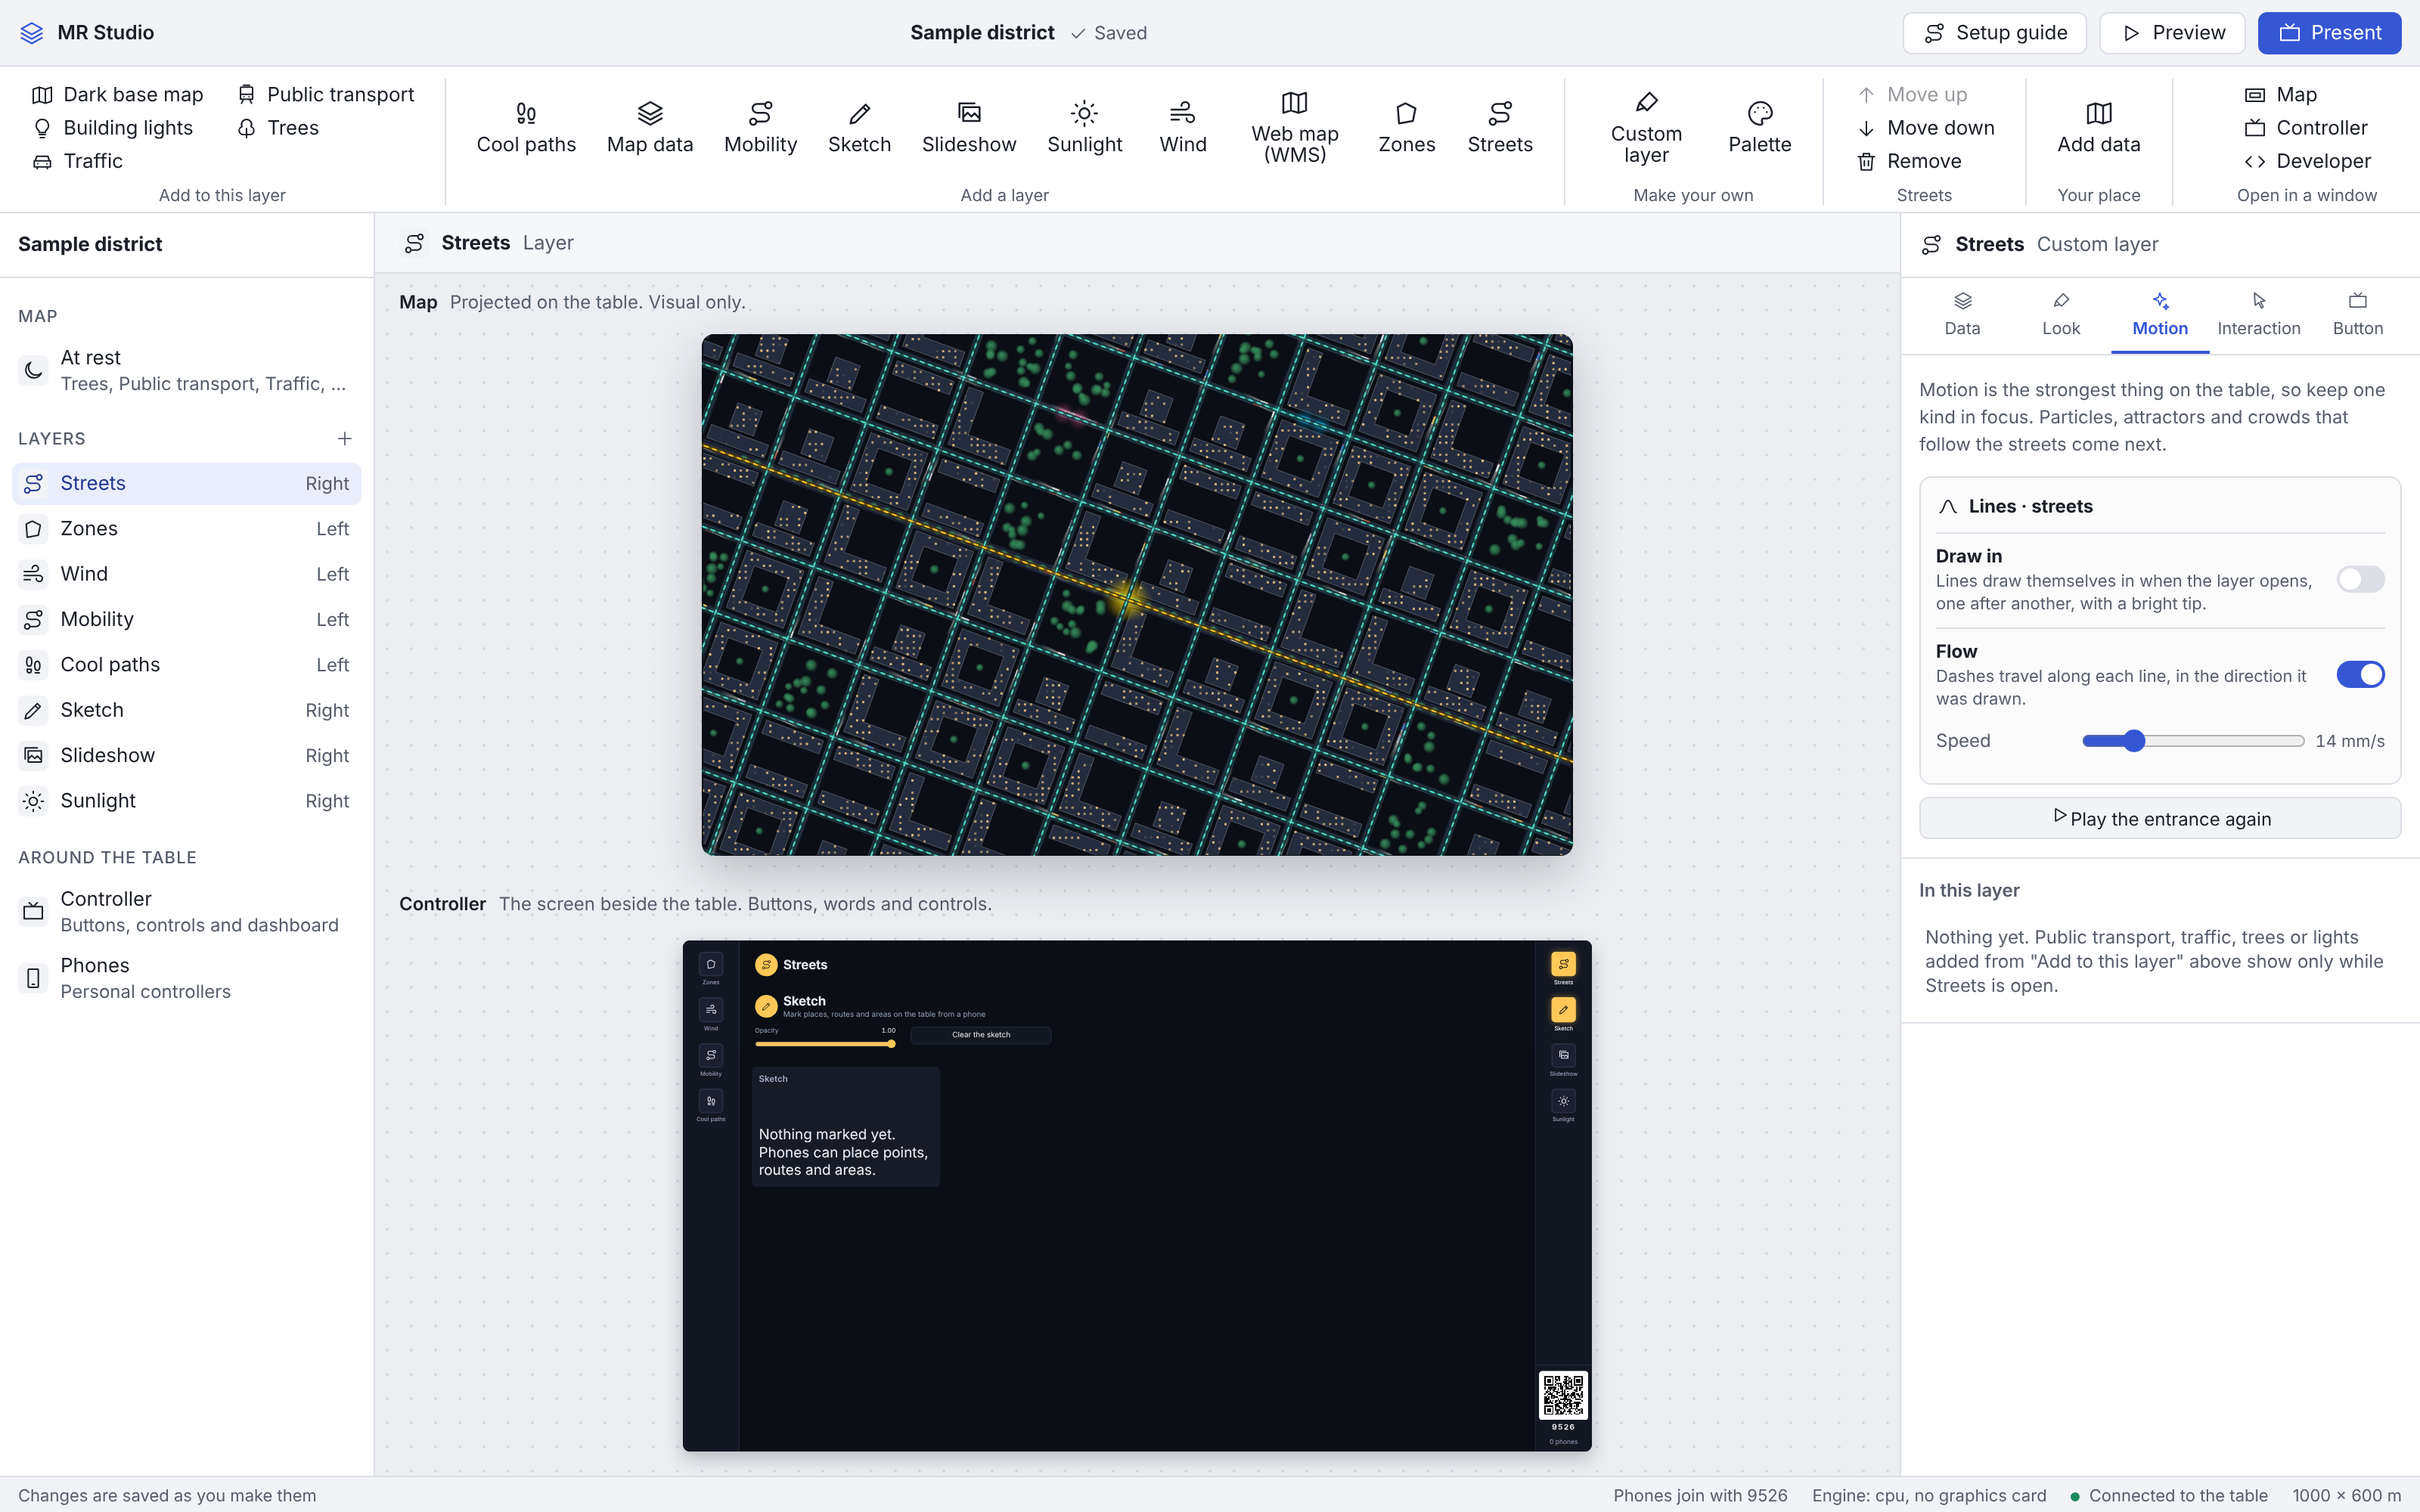 MR Studio
Sample district
Saved
Setup guide
Preview
Present
Dark base map
Public transport
Building lights
Trees
Traffic
Add to this layer
Cool paths
Map data
Mobility
Sketch
Slideshow
Sunlight
Wind
Web map
(WMS)
Zones
Streets
Add a layer
Custom
layer
Palette
Make your own
Move up
Move down
Remove
Streets
Add data
Your place
Map
Controller
Developer
Open in a window
Sample district
MAP
At rest
Trees, Public transport, Traffic, ...
LAYERS
Streets Right
Zones Left
Wind Left
Mobility Left
Cool paths Left
Sketch Right
Slideshow Right
Sunlight Right
AROUND THE TABLE
Controller
Buttons, controls and dashboard
Phones
Personal controllers
Streets Layer
Map Projected on the table. Visual only.
Controller The screen beside the table. Buttons, words and controls.
Zones
Wind
Mobility
Cool paths
Streets
Sketch
Mark places, routes and areas on the table from a phone
Opacity 1.00
Clear the sketch
Sketch
Nothing marked yet.
Phones can place points,
routes and areas.
Streets
Sketch
Slideshow
Sunlight
9526
0 phones
Streets Custom layer
Data
Look
Motion
Interaction
Button
Motion is the strongest thing on the table, so keep one
kind in focus. Particles, attractors and crowds that
follow the streets come next.
Lines · streets
Draw in
Lines draw themselves in when the layer opens,
one after another, with a bright tip.
Flow
Dashes travel along each line, in the direction it
was drawn.
Speed 14 mm/s
Play the entrance again
In this layer
Nothing yet. Public transport, traffic, trees or lights
added from "Add to this layer" above show only while
Streets is open.
Changes are saved as you make them
Phones join with 9526
Engine: cpu, no graphics card
Connected to the table
1000 × 600 m